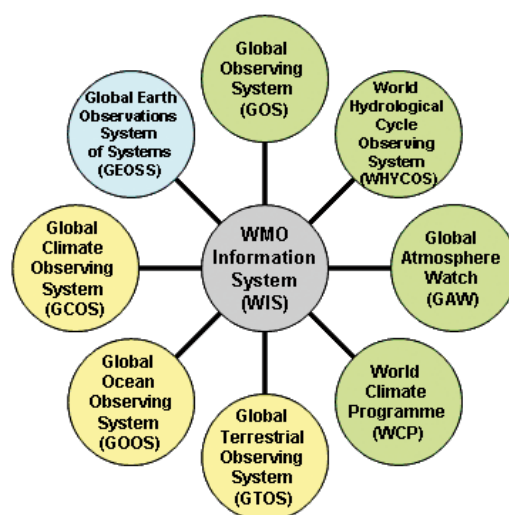 Global
Observing
System
(GOS)
World
Hydrological
Cycle
Observing
System
(WHYCOS)
Global
Atmosphere
Watch
(GAW)
World
Climate
Programme
(WCP)
Global
Terrestrial
Observing
System
(GTOS)
Global
Ocean
Observing
System
(GOOS)
Global
Climate
Observing
System
(GCOS)
Global Earth
Observations
System
of Systems
(GEOSS)
WMO
Information
System
(WIS)